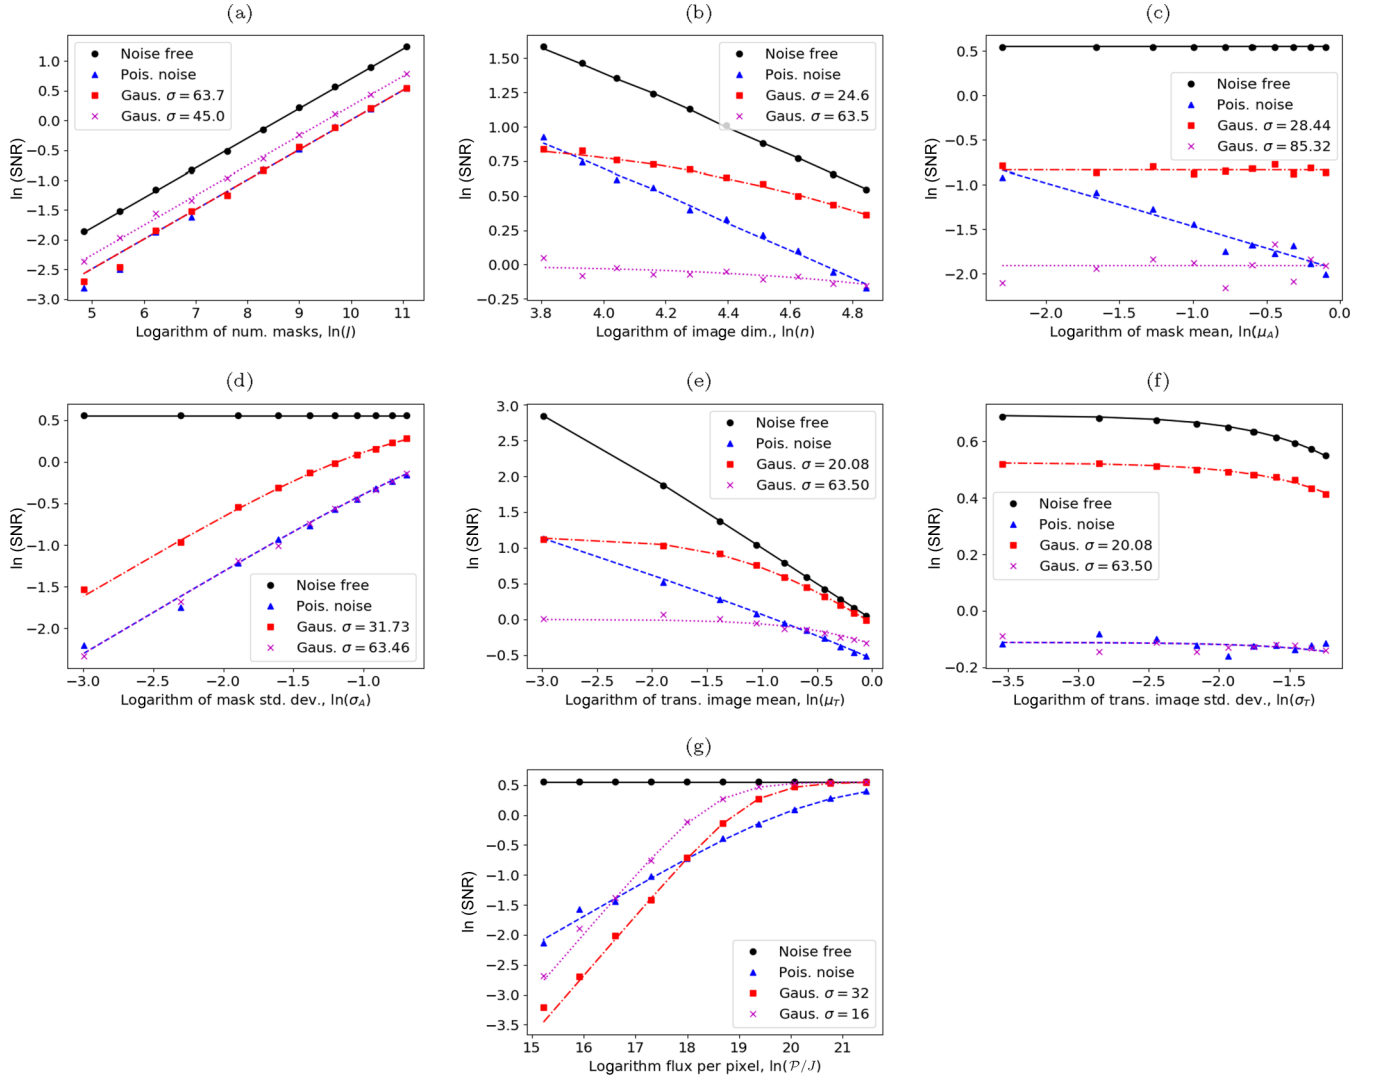 (a)
1.0
0.5
0.0
−0.5
−1.0
−1.5
−2.0
−2.5
−3.0
ln (SNR)
Noise free
Pois. noise
Gaus. σ = 63.7
Gaus. σ = 45.0
5 6 7 8 9 10 11
Logarithm of num. masks, ln(J)
(b)
1.50
1.25
1.00
0.75
0.50
0.25
0.00
−0.25
ln (SNR)
Noise free
Pois. noise
Gaus. σ = 24.6
Gaus. σ = 63.5
3.8 4.0 4.2 4.4 4.6 4.8
Logarithm of image dim., ln(n)
(c)
0.5
0.0
−0.5
−1.0
−1.5
−2.0
ln (SNR)
Noise free
Pois. noise
Gaus. σ = 28.44
Gaus. σ = 85.32
−2.0 −1.5 −1.0 −0.5 0.0
Logarithm of mask mean, ln(μ_A)
(d)
0.5
0.0
−0.5
−1.0
−1.5
−2.0
ln (SNR)
Noise free
Pois. noise
Gaus. σ = 31.73
Gaus. σ = 63.46
−3.0 −2.5 −2.0 −1.5 −1.0
Logarithm of mask std. dev., ln(σ_A)
(e)
3.0
2.5
2.0
1.5
1.0
0.5
0.0
−0.5
ln (SNR)
Noise free
Pois. noise
Gaus. σ = 20.08
Gaus. σ = 63.50
−3.0 −2.5 −2.0 −1.5 −1.0 −0.5 0.0
Logarithm of trans. image mean, ln(μ_T)
(f)
0.6
0.4
0.2
0.0
−0.2
ln (SNR)
Noise free
Pois. noise
Gaus. σ = 20.08
Gaus. σ = 63.50
−3.5 −3.0 −2.5 −2.0 −1.5
Logarithm of trans. image std. dev., ln(σ_T)
(g)
0.5
0.0
−0.5
−1.0
−1.5
−2.0
−2.5
−3.0
−3.5
ln (SNR)
Noise free
Pois. noise
Gaus. σ = 32
Gaus. σ = 16
15 16 17 18 19 20 21
Logarithm flux per pixel, ln(𝒫/J)